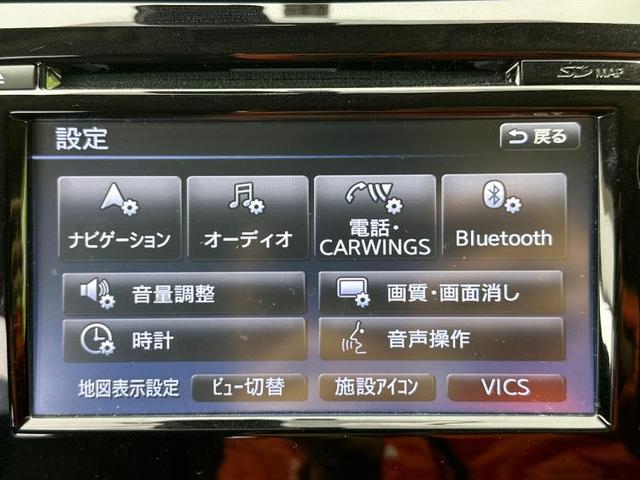 SD MAP
設定
戻る
ナビゲーション
オーディオ
電話・
CARWINGS
Bluetooth
音量調整
画質・画面消し
時計
音声操作
地図表示設定
ビュー切替
施設アイコン
VICS